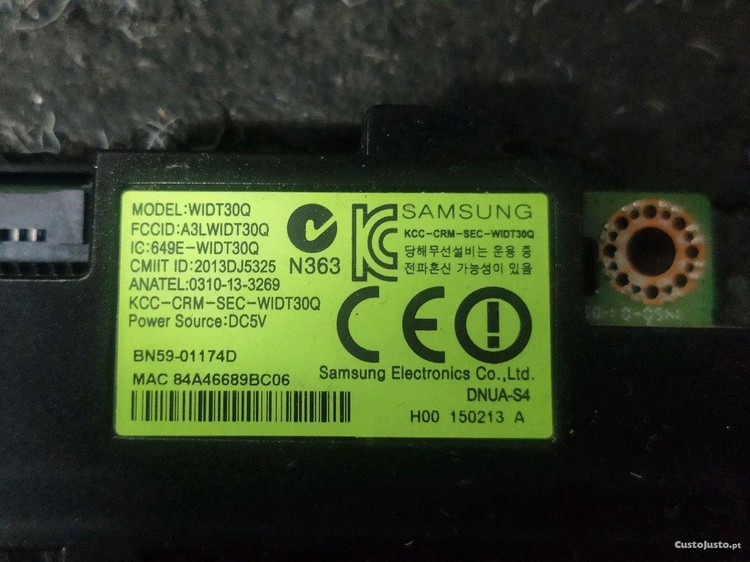 MODEL:WIDT30Q
FCCID:A3LWIDT30Q
IC:649E-WIDT30Q
CMIIT ID:2013DJ5325
ANATEL:0310-13-3269
KCC-CRM-SEC-WIDT30Q
Power Source:DC5V
N363
SAMSUNG
KCC-CRM-SEC-WIDT30Q
당해무선설비는 운용 중
전파혼신 가능성이 있음
CE
Samsung Electronics Co.,Ltd.
BN59-01174D
MAC 84A46689BC06
DNUA-S4
H00 150213 A
CustoJusto.pt